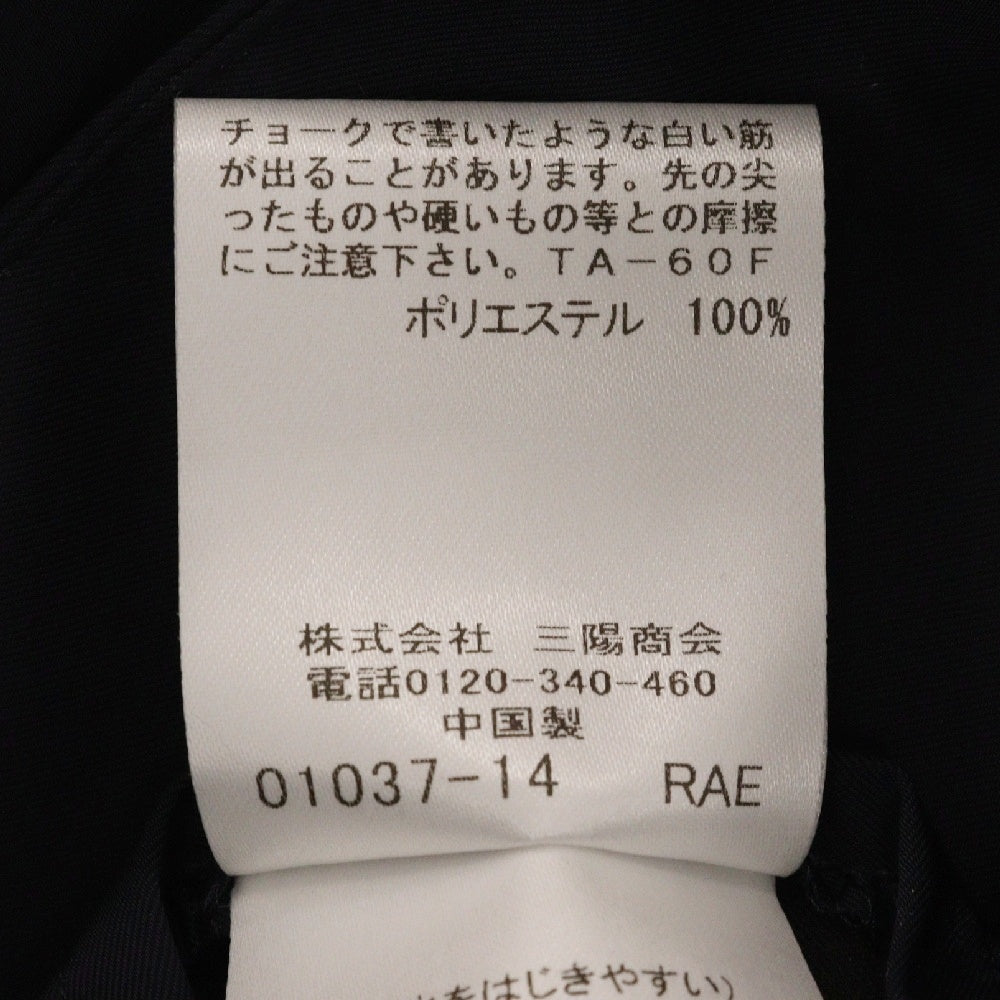 チョークで書いたような白い筋
が出ることがあります。先の尖
ったものや硬いもの等との摩擦
にご注意下さい。TA-60F
ポリエステル 100%
株式会社 三陽商会
電話0120-340-460
中国製
01037-14 RAE
をはじきやすい)